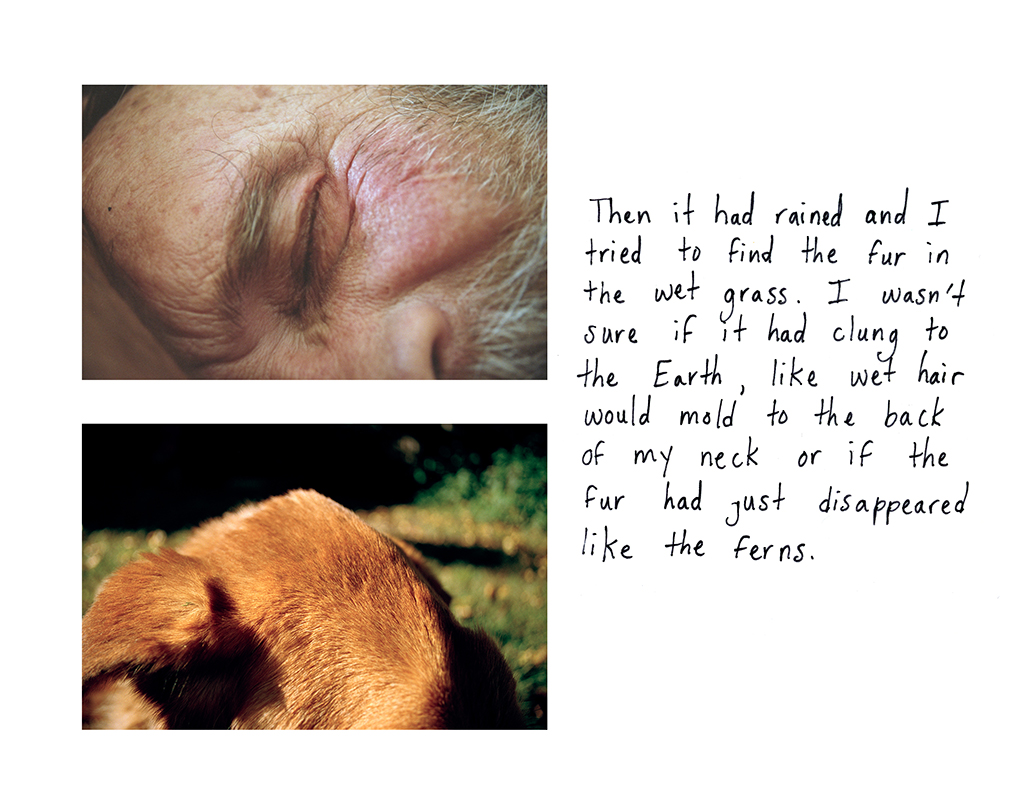 Then it had rained and I
tried to find the fur in
the wet grass. I wasn't
sure if it had clung to
the Earth, like wet hair
would mold to the back
of my neck or if the
fur had just disappeared
like the ferns.